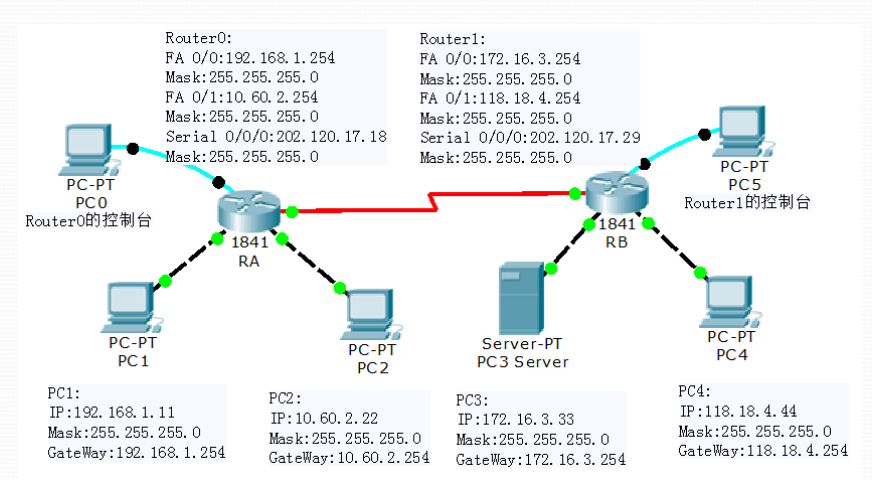 Router0:
FA 0/0:192.168.1.254
Mask:255.255.255.0
FA 0/1:10.60.2.254
Mask:255.255.255.0
Serial 0/0/0:202.120.17.18
Mask:255.255.255.0
Router1:
FA 0/0:172.16.3.254
Mask:255.255.255.0
FA 0/1:118.18.4.254
Mask:255.255.255.0
Serial 0/0/0:202.120.17.29
Mask:255.255.255.0
PC-PT
PC0
Router0的控制台
1841
RA
1841
RB
PC-PT
PC5
Router1的控制台
PC-PT
PC1
PC-PT
PC2
Server-PT
PC3 Server
PC-PT
PC4
PC1:
IP:192.168.1.11
Mask:255.255.255.0
GateWay:192.168.1.254
PC2:
IP:10.60.2.22
Mask:255.255.255.0
GateWay:10.60.2.254
PC3:
IP:172.16.3.33
Mask:255.255.255.0
GateWay:172.16.3.254
PC4:
IP:118.18.4.44
Mask:255.255.255.0
GateWay:118.18.4.254